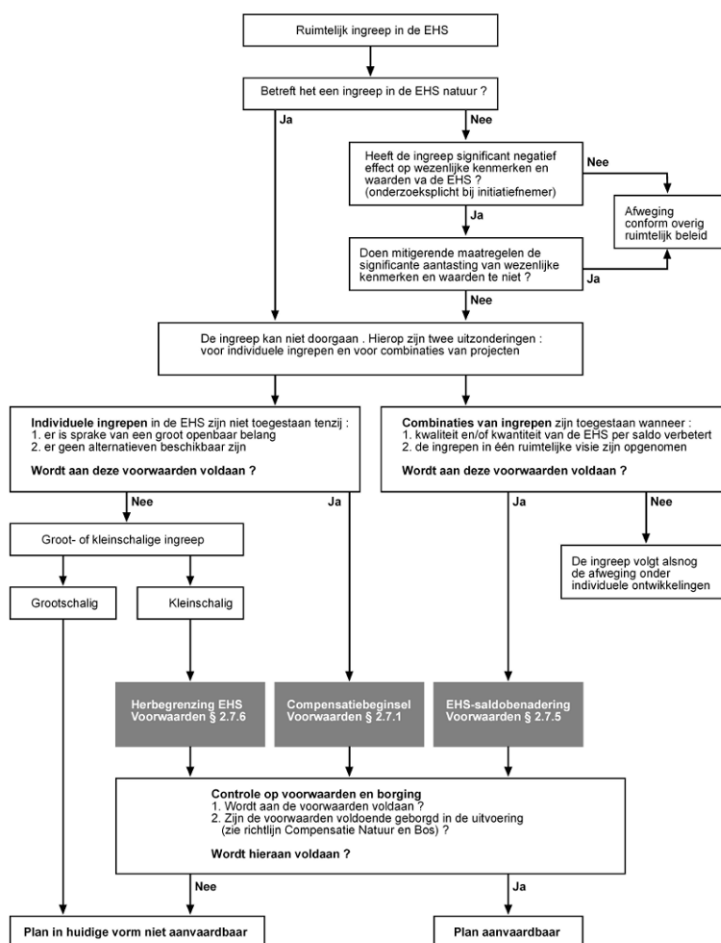 Ruimtelijk ingreep in de EHS
Betreft het een ingreep in de EHS natuur ?
Ja
Nee
Heeft de ingreep significant negatief
effect op wezenlijke kenmerken en
waarden va de EHS ?
(onderzoeksplicht bij initiatiefnemer)
Nee
Ja
Afweging
conform overig
ruimtelijk beleid
Doen mitigerende maatregelen de
significante aantasting van wezenlijke
kenmerken en waarden te niet ?
Ja
Nee
De ingreep kan niet doorgaan . Hierop zijn twee uitzonderingen :
voor individuele ingrepen en voor combinaties van projecten
Individuele ingrepen in de EHS zijn niet toegestaan tenzij :
1. er is sprake van een groot openbaar belang
2. er geen alternatieven beschikbaar zijn
Wordt aan deze voorwaarden voldaan ?
Combinaties van ingrepen zijn toegestaan wanneer :
1. kwaliteit en/of kwantiteit van de EHS per saldo verbetert
2. de ingrepen in één ruimtelijke visie zijn opgenomen
Wordt aan deze voorwaarden voldaan ?
Nee
Ja
Ja
Nee
Groot- of kleinschalige ingreep
De ingreep volgt alsnog
de afweging onder
individuele ontwikkelingen
Grootschalig
Kleinschalig
Herbegrenzing EHS
Voorwaarden § 2.7.6
Compensatiebeginsel
Voorwaarden § 2.7.1
EHS-saldobenadering
Voorwaarden § 2.7.5
Controle op voorwaarden en borging
1. Wordt aan de voorwaarden voldaan ?
2. Zijn de voorwaarden voldoende geborgd in de uitvoering
(zie richtlijn Compensatie Natuur en Bos) ?
Wordt hieraan voldaan ?
Nee
Ja
Plan in huidige vorm niet aanvaardbaar
Plan aanvaardbaar